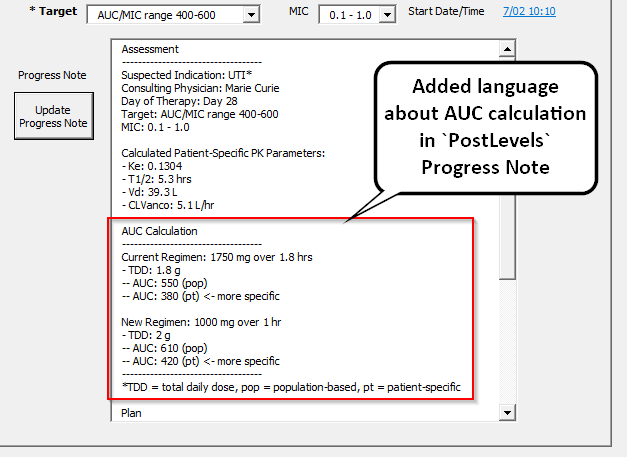 * Target
AUC/MIC range 400-600
MIC
0.1 - 1.0
Start Date/Time
7/02 10:10
Progress Note
Update
Progress Note
Assessment
-----------------------------------
Suspected Indication: UTI*
Consulting Physician: Marie Curie
Day of Therapy: Day 28
Target: AUC/MIC range 400-600
MIC: 0.1 - 1.0
Calculated Patient-Specific PK Parameters:
- Ke: 0.1304
- T1/2: 5.3 hrs
- Vd: 39.3 L
- CLVanco: 5.1 L/hr
AUC Calculation
-----------------------------------
Current Regimen: 1750 mg over 1.8 hrs
- TDD: 1.8 g
-- AUC: 550 (pop)
-- AUC: 380 (pt) <- more specific
New Regimen: 1000 mg over 1 hr
- TDD: 2 g
-- AUC: 610 (pop)
-- AUC: 420 (pt) <- more specific
-----------------------------------
*TDD = total daily dose, pop = population-based, pt = patient-specific
Plan
Added language
about AUC calculation
in `PostLevels`
Progress Note